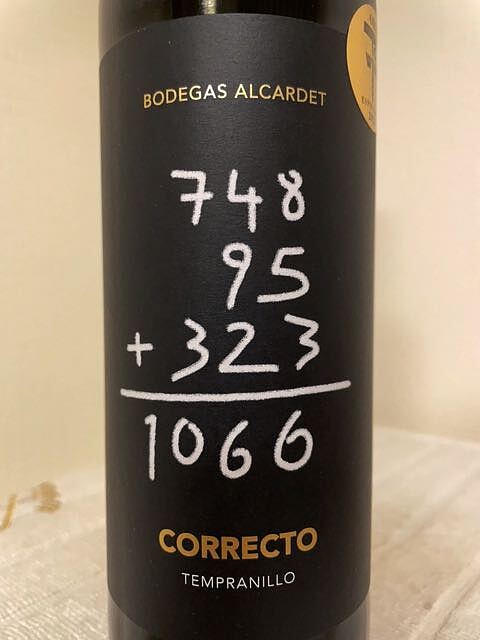 BODEGAS ALCARDET
748
95
+ 323
1066
CORRECTO
TEMPRANILLO